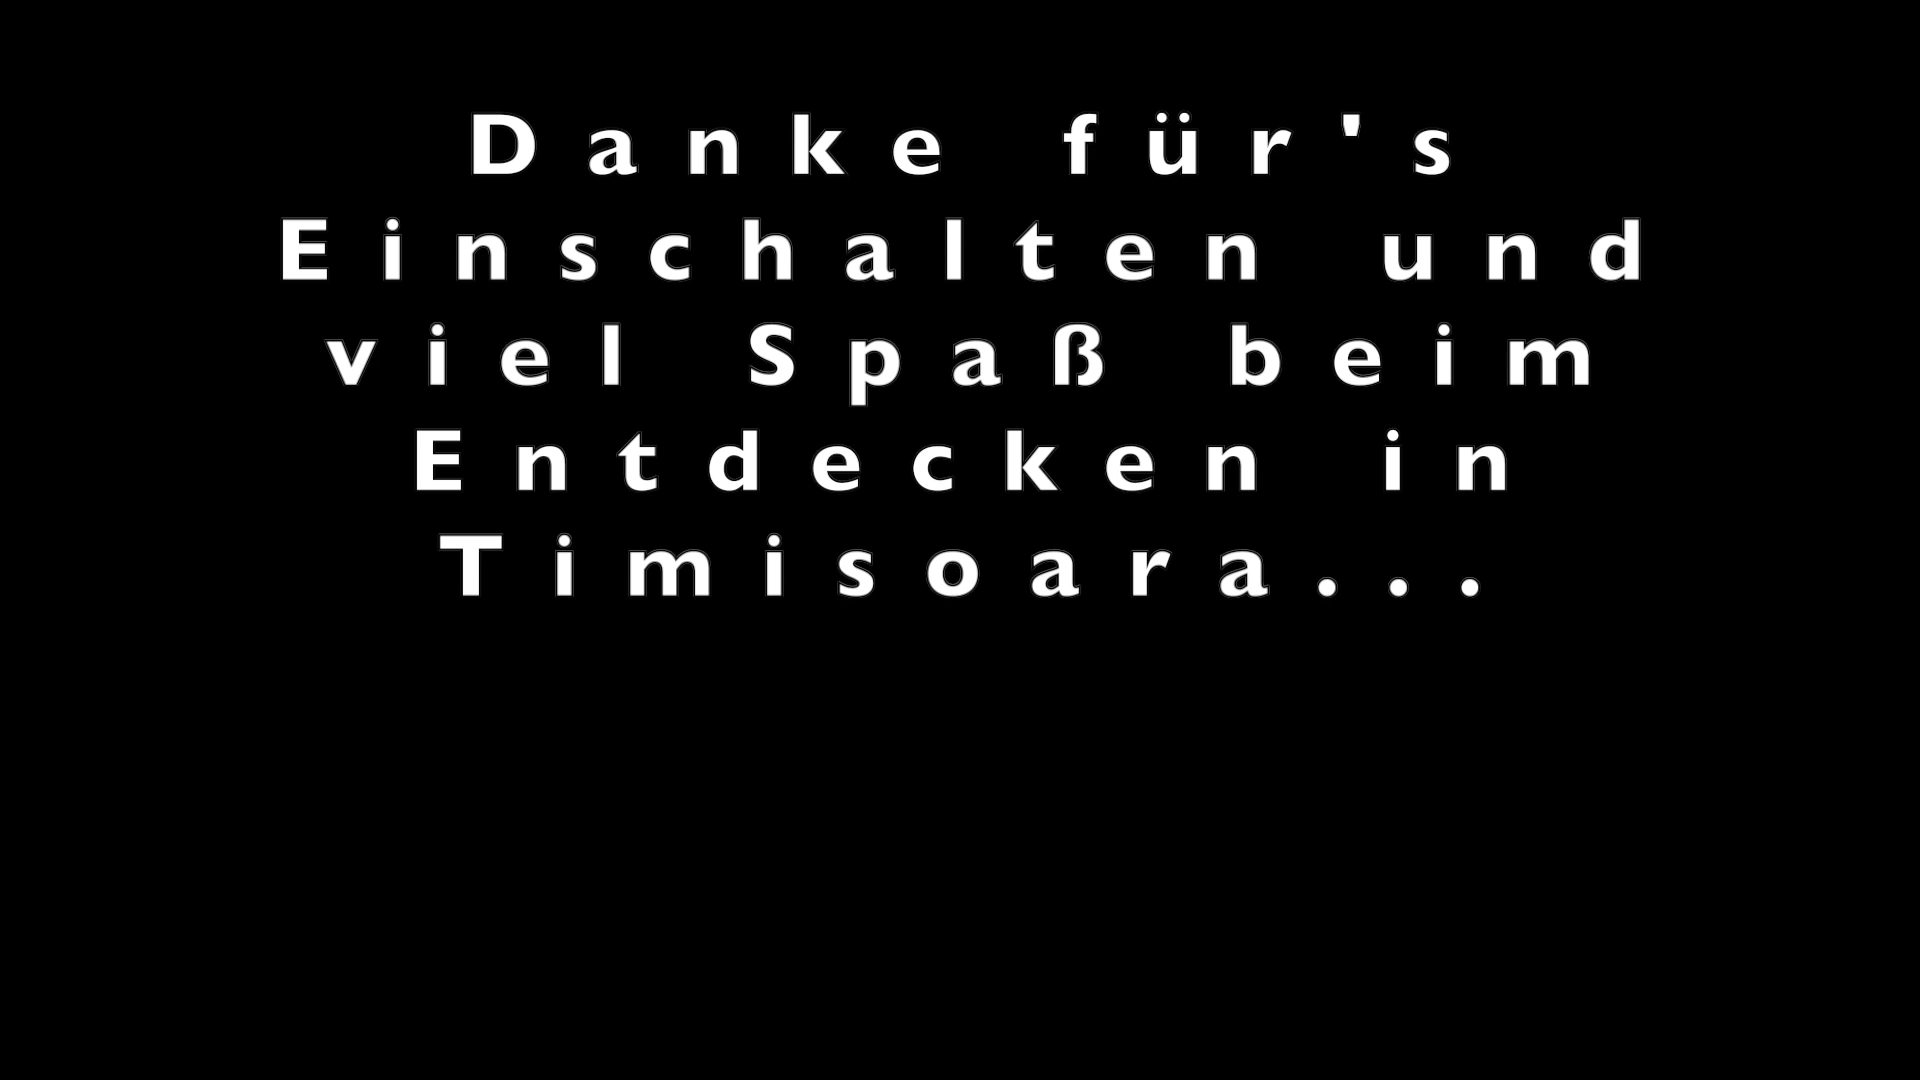 Danke für's
Einschalten und
viel Spaß beim
Entdecken in
Timisoara...